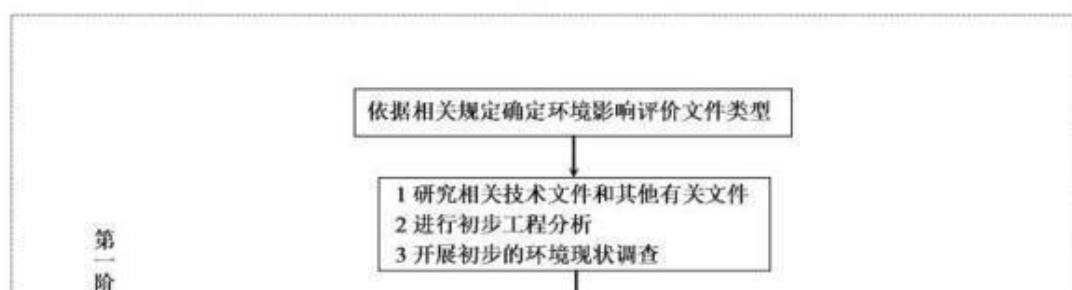 依据相关规定确定环境影响评价文件类型
1 研究相关技术文件和其他有关文件
2 进行初步工程分析
3 开展初步的环境现状调查
第一阶